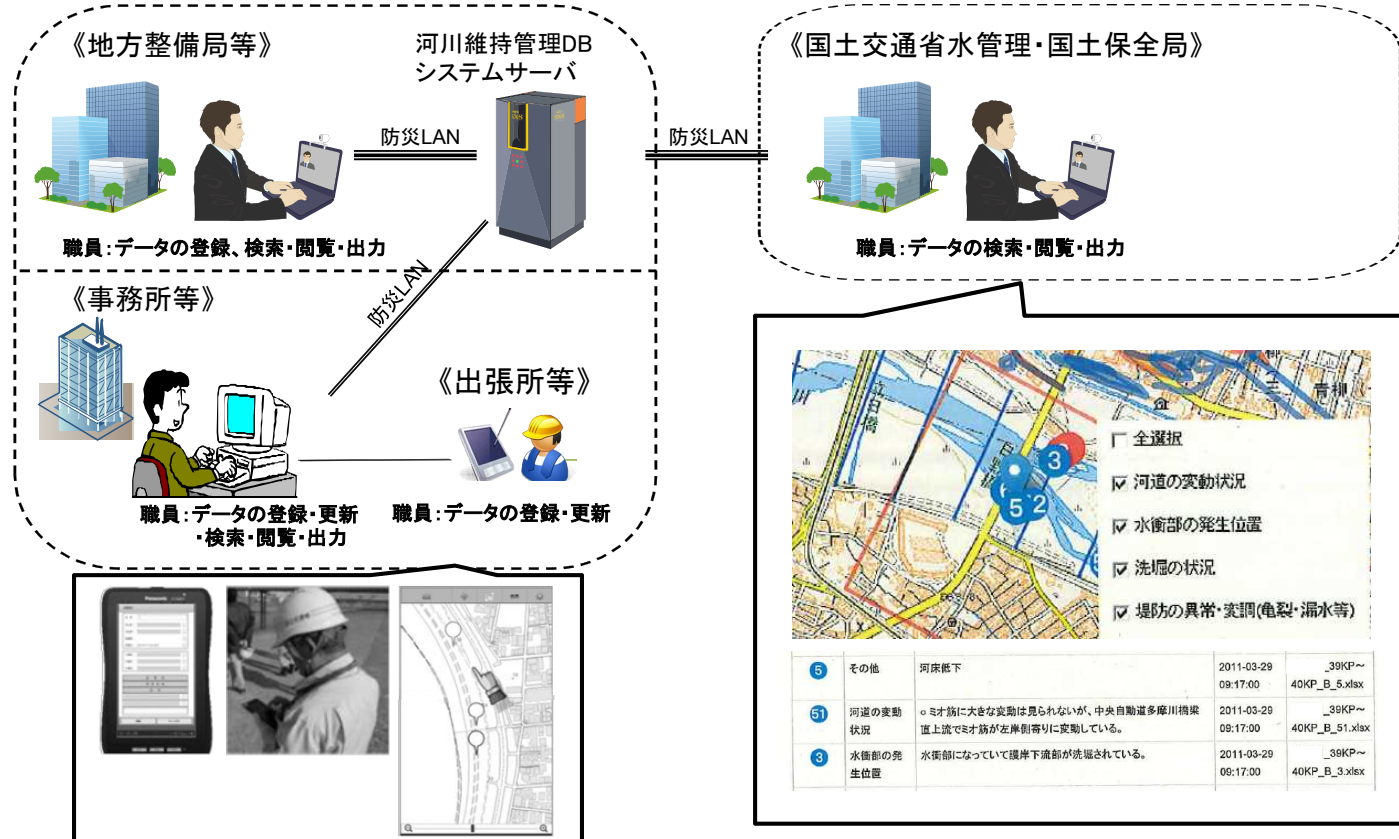 《地方整備局等》
河川維持管理DB
システムサーバ
防災LAN
職員:データの登録、検索・閲覧・出力
防災LAN
《国土交通省水管理・国土保全局》
職員:データの検索・閲覧・出力
防災LAN
《事務所等》
《出張所等》
職員:データの登録・更新
・検索・閲覧・出力
職員:データの登録・更新
Panasonic
立日橋
川
青柳
全選択
河道の変動状況
水衝部の発生位置
洗堀の状況
堤防の異常・変調(亀裂・漏水等)
3
5
2
5 その他 河床低下 2011-03-29 _39KP～
09:17:00 40KP_B_5.xlsx
51 河道の変動 ○ミオ筋に大きな変動は見られないが、中央自動道多摩川橋梁 2011-03-29 _39KP～
状況 直上流でミオ筋が左岸側寄りに変動している。 09:17:00 40KP_B_51.xlsx
3 水衝部の発 水衝部になっていて護岸下流部が洗堀されている。 2011-03-29 _39KP～
生位置 09:17:00 40KP_B_3.xlsx